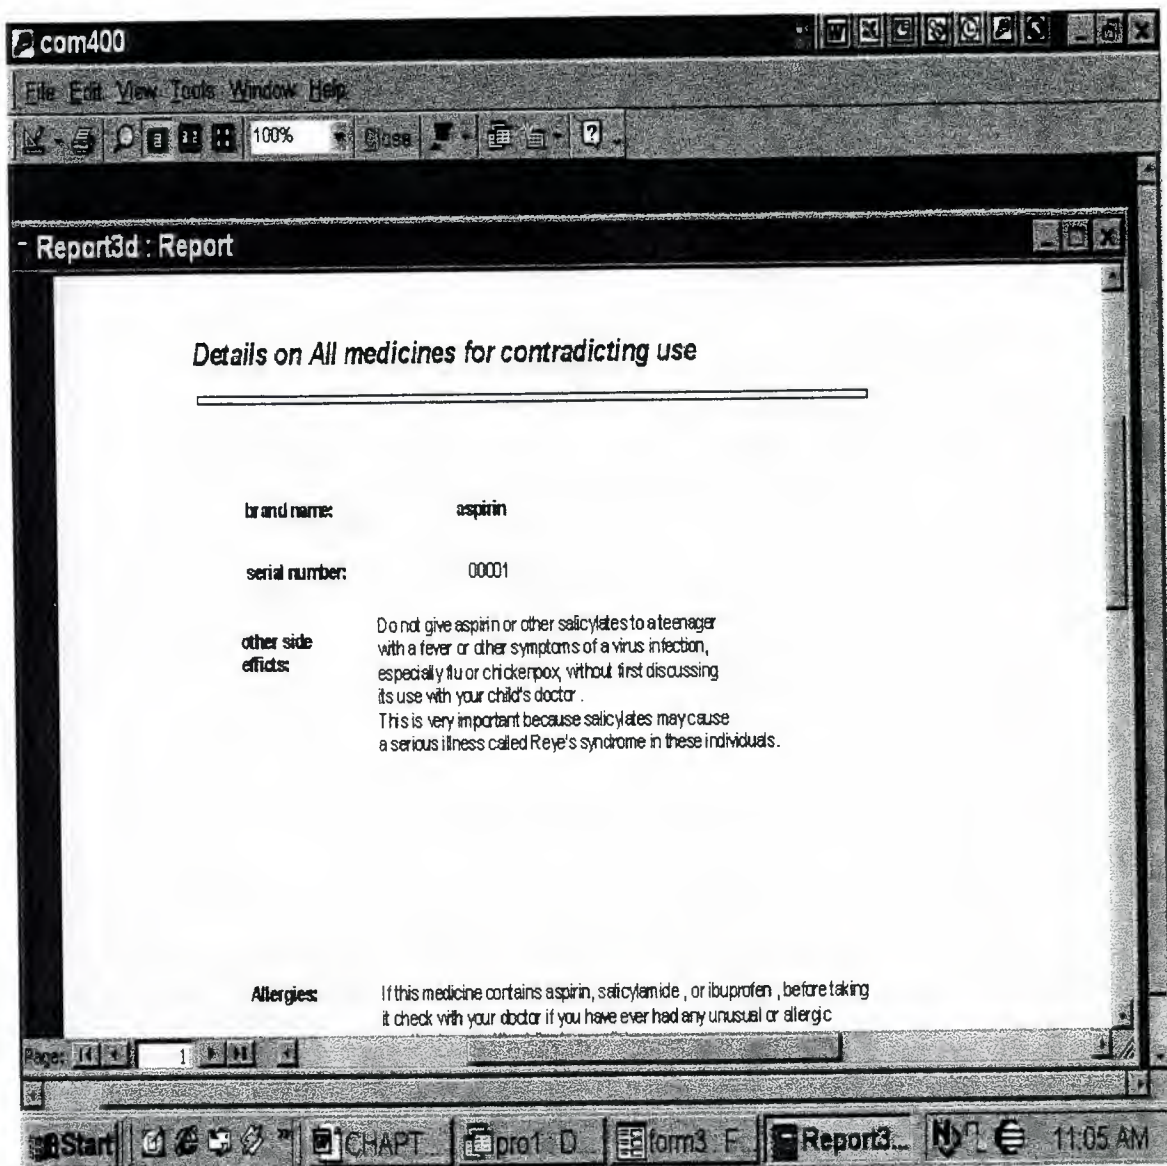 com400
File Edit View Tools Window Help
100% Close
Report3d : Report
Details on All medicines for contradicting use
brand name: aspirin
serial number: 00001
other side
efficts:
Do not give aspirin or other salicylates to a teenager
with a fever or other symptoms of a virus infection,
especially flu or chickenpox, without first discussing
its use with your child's doctor .
This is very important because salicylates may cause
a serious illness called Reye's syndrome in these individuals.
Allergies: If this medicine contains aspirin, salicylamide , or ibuprofen , before taking
it check with your doctor if you have ever had any unusual or allergic
Page: 1
Start CHAPT... pro1 : D... form3 : F... Report3... 11:05 AM